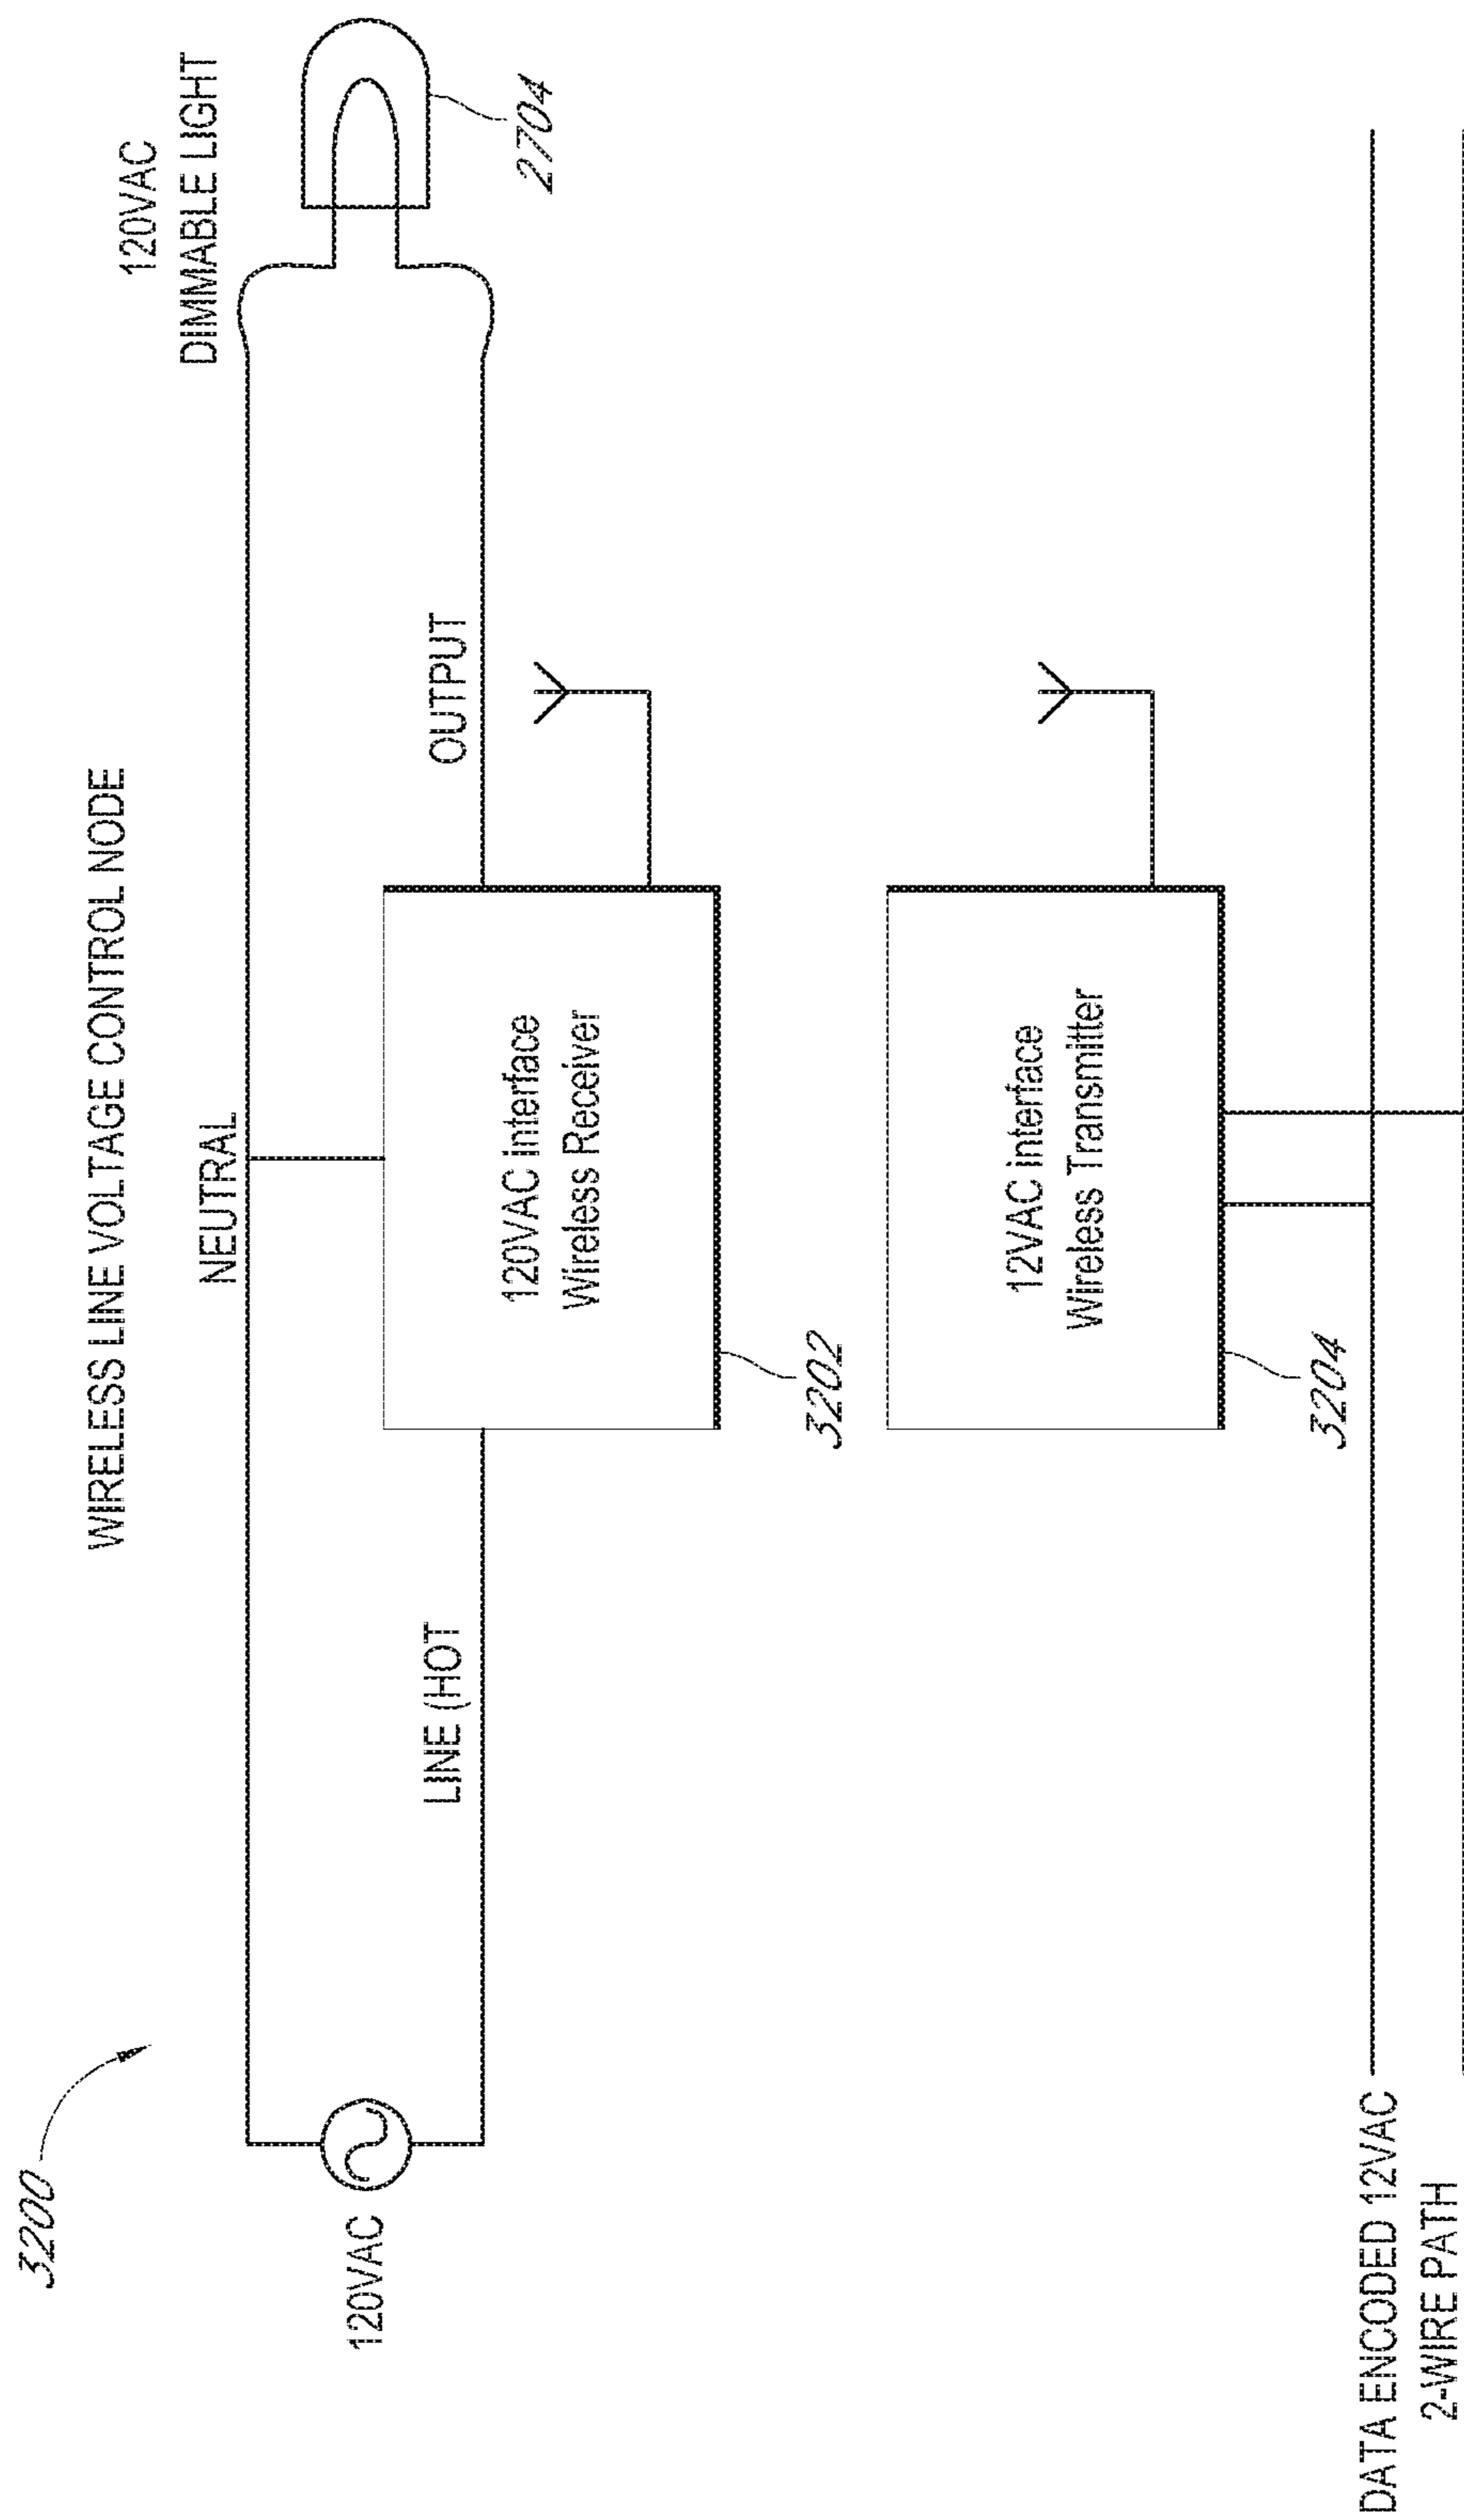 3200
WIRELESS LINE VOLTAGE CONTROL NODE
120VAC
DIMMABLE LIGHT
NEUTRAL
120VAC
LINE (HOT
OUTPUT
2704
120VAC Interface
Wireless Receiver
3202
12VAC Interface
Wireless Transmitter
3204
DATA ENCODED 12VAC
2-WIRE PATH